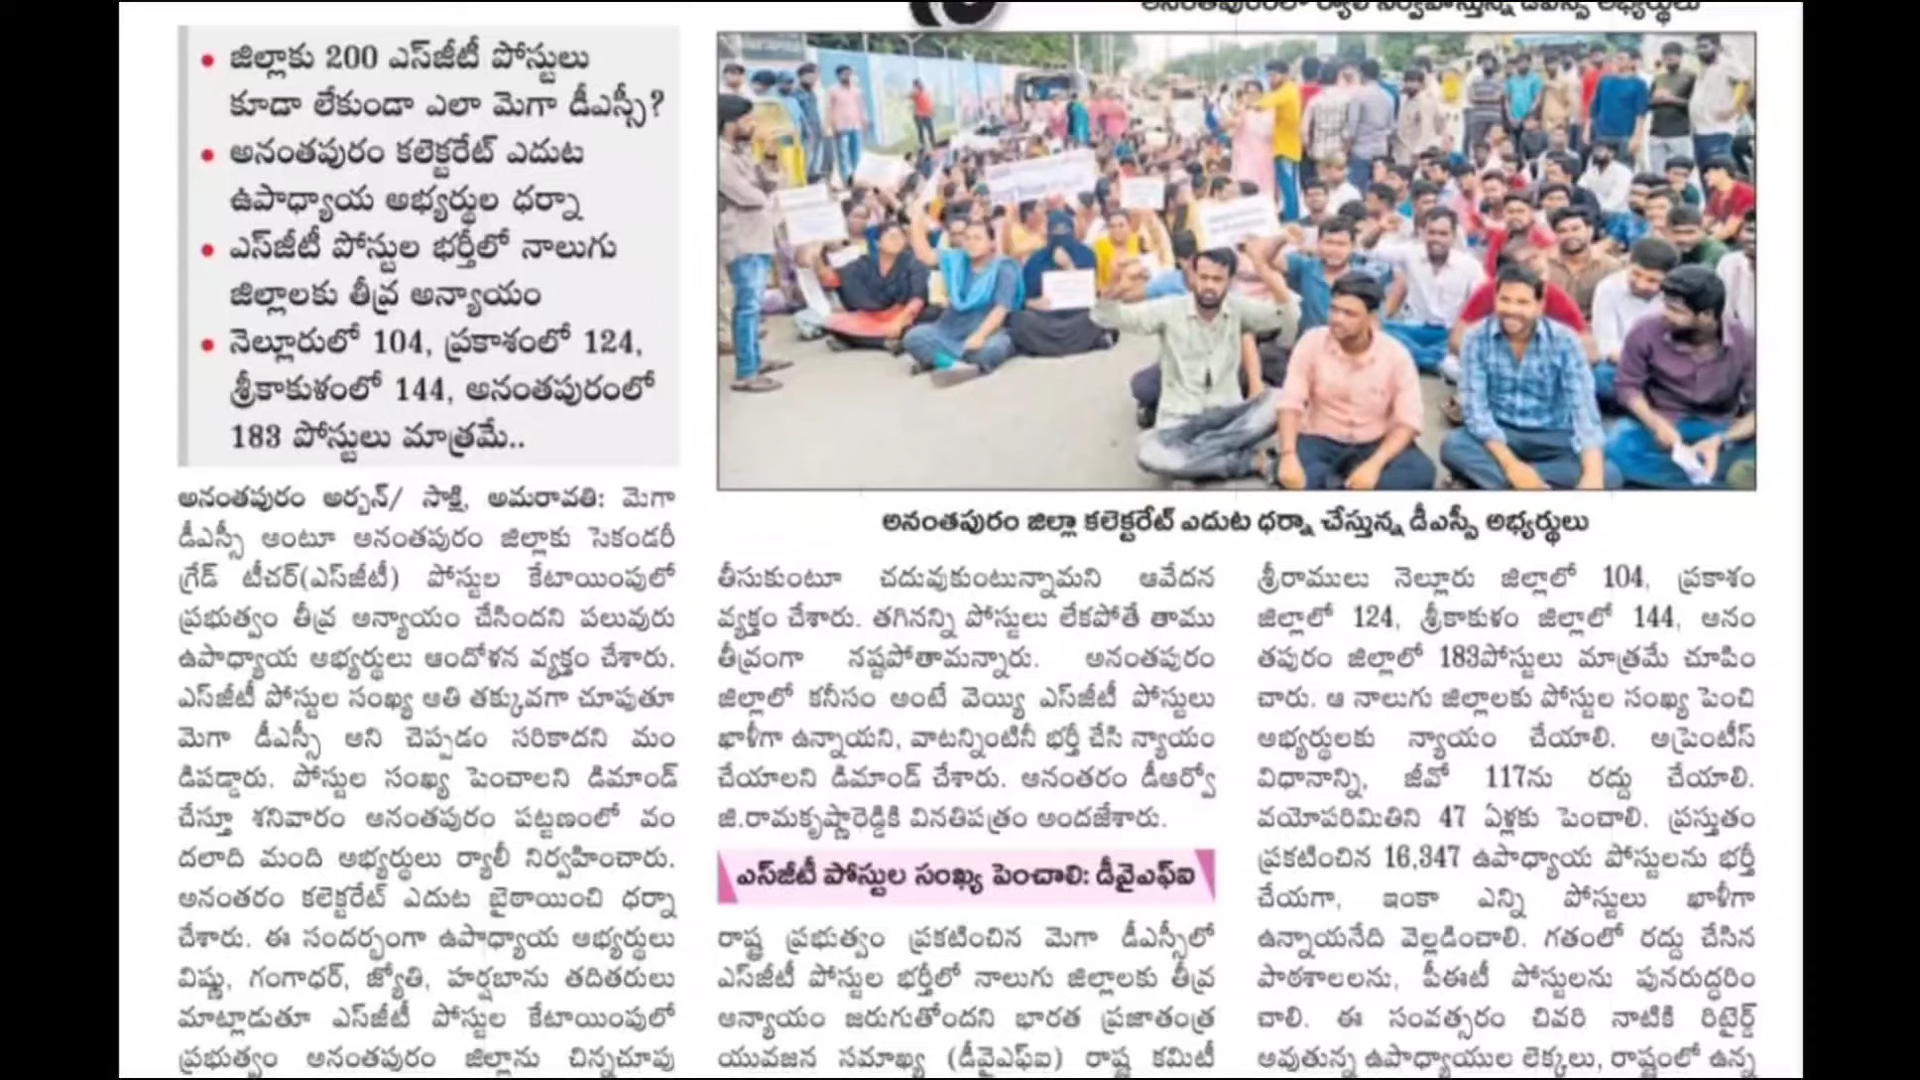 అనంతపురంలో ర్యాలీ నిర్వహిస్తున్న డీఎస్సీ అభ్యర్థులు
• జిల్లాకు 200 ఎస్‌జీటీ పోస్టులు
కూడా లేకుండా ఎలా మెగా డీఎస్సీ?
• అనంతపురం కలెక్టరేట్ ఎదుట
ఉపాధ్యాయ అభ్యర్థుల ధర్నా
• ఎస్‌జీటీ పోస్టుల భర్తీలో నాలుగు
జిల్లాలకు తీవ్ర అన్యాయం
• నెల్లూరులో 104, ప్రకాశంలో 124,
శ్రీకాకుళంలో 144, అనంతపురంలో
183 పోస్టులు మాత్రమే..
అనంతపురం అర్బన్/ సాక్షి, అమరావతి: మెగా
డీఎస్సీ అంటూ అనంతపురం జిల్లాకు సెకండరీ
గ్రేడ్ టీచర్(ఎస్‌జీటీ) పోస్టుల కేటాయింపులో
ప్రభుత్వం తీవ్ర అన్యాయం చేసిందని పలువురు
ఉపాధ్యాయ అభ్యర్థులు ఆందోళన వ్యక్తం చేశారు.
ఎస్‌జీటీ పోస్టుల సంఖ్య అతి తక్కువగా చూపుతూ
మెగా డీఎస్సీ అని చెప్పడం సరికాదని మం
డిపడ్డారు. పోస్టుల సంఖ్య పెంచాలని డిమాండ్
చేస్తూ శనివారం అనంతపురం పట్టణంలో వం
దలాది మంది అభ్యర్థులు ర్యాలీ నిర్వహించారు.
అనంతరం కలెక్టరేట్ ఎదుట బైఠాయించి ధర్నా
చేశారు. ఈ సందర్భంగా ఉపాధ్యాయ అభ్యర్థులు
విష్ణు, గంగాధర్, జ్యోతి, హర్షబాను తదితరులు
మాట్లాడుతూ ఎస్‌జీటీ పోస్టుల కేటాయింపులో
ప్రభుత్వం అనంతపురం జిల్లాను చిన్నచూపు
అనంతపురం జిల్లా కలెక్టరేట్ ఎదుట ధర్నా చేస్తున్న డీఎస్సీ అభ్యర్థులు
తీసుకుంటూ చదువుకుంటున్నామని ఆవేదన
వ్యక్తం చేశారు. తగినన్ని పోస్టులు లేకపోతే తాము
తీవ్రంగా నష్టపోతామన్నారు. అనంతపురం
జిల్లాలో కనీసం అంటే వెయ్యి ఎస్‌జీటీ పోస్టులు
ఖాళీగా ఉన్నాయని, వాటన్నింటినీ భర్తీ చేసి న్యాయం
చేయాలని డిమాండ్ చేశారు. అనంతరం డీఆర్వో
జి.రామకృష్ణారెడ్డికి వినతిపత్రం అందజేశారు.
ఎస్‌జీటీ పోస్టుల సంఖ్య పెంచాలి: డీవైఎఫ్ఐ
రాష్ట్ర ప్రభుత్వం ప్రకటించిన మెగా డీఎస్సీలో
ఎస్‌జీటీ పోస్టుల భర్తీలో నాలుగు జిల్లాలకు తీవ్ర
అన్యాయం జరుగుతోందని భారత ప్రజాతంత్ర
యువజన సమాఖ్య (డీవైఎఫ్ఐ) రాష్ట్ర కమిటీ
శ్రీరాములు నెల్లూరు జిల్లాలో 104, ప్రకాశం
జిల్లాలో 124, శ్రీకాకుళం జిల్లాలో 144, అనం
తపురం జిల్లాలో 183పోస్టులు మాత్రమే చూపిం
చారు. ఆ నాలుగు జిల్లాలకు పోస్టుల సంఖ్య పెంచి
అభ్యర్థులకు న్యాయం చేయాలి. అప్రెంటీస్
విధానాన్ని, జీవో 117ను రద్దు చేయాలి.
వయోపరిమితిని 47 ఏళ్లకు పెంచాలి. ప్రస్తుతం
ప్రకటించిన 16,347 ఉపాధ్యాయ పోస్టులను భర్తీ
చేయగా, ఇంకా ఎన్ని పోస్టులు ఖాళీగా
ఉన్నాయనేది వెల్లడించాలి. గతంలో రద్దు చేసిన
పాఠశాలలను, పీఈటీ పోస్టులను పునరుద్ధరిం
చాలి. ఈ సంవత్సరం చివరి నాటికి రిటైర్డ్
అవుతున్న ఉపాధ్యాయుల లెక్కలు, రాష్ట్రంలో ఉన్న